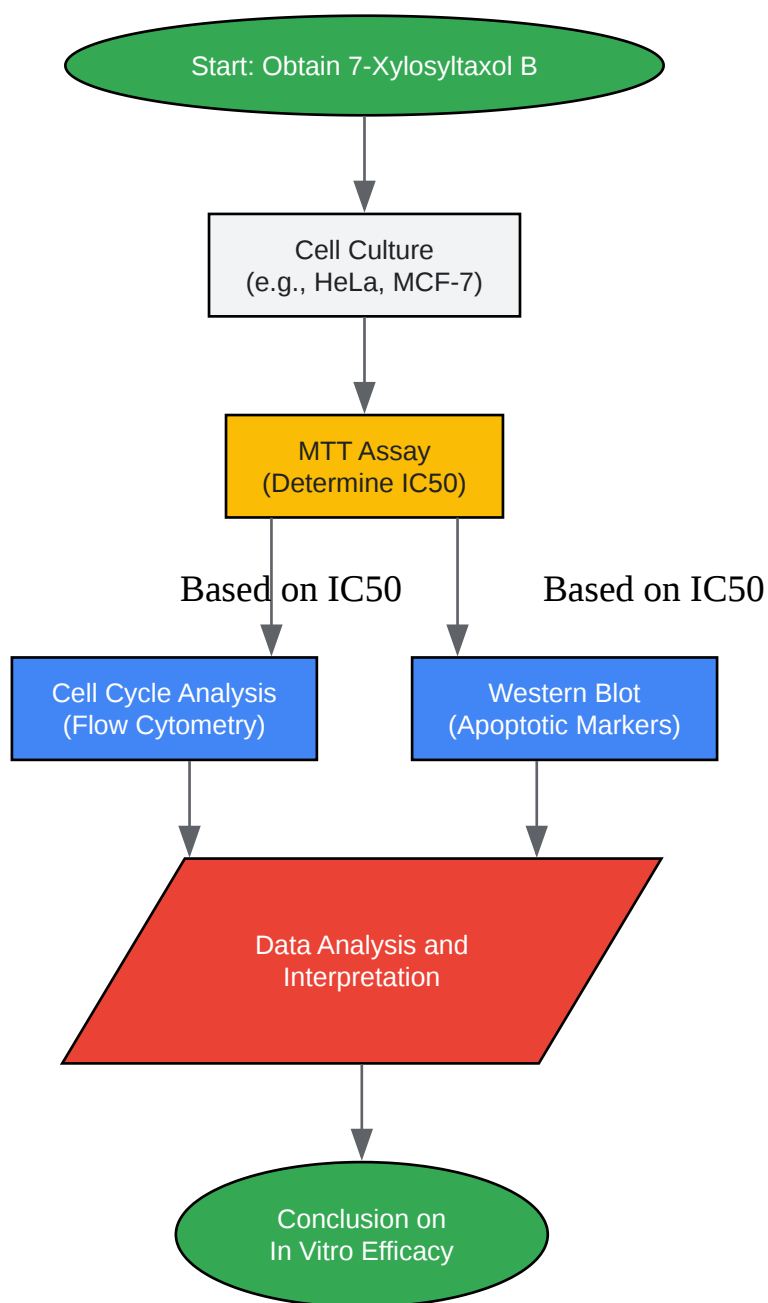 Start: Obtain 7-Xylosyltaxol B
Cell Culture
(e.g., HeLa, MCF-7)
MTT Assay
(Determine IC50)
Based on IC50
Based on IC50
Cell Cycle Analysis
(Flow Cytometry)
Western Blot
(Apoptotic Markers)
Data Analysis and
Interpretation
Conclusion on
In Vitro Efficacy